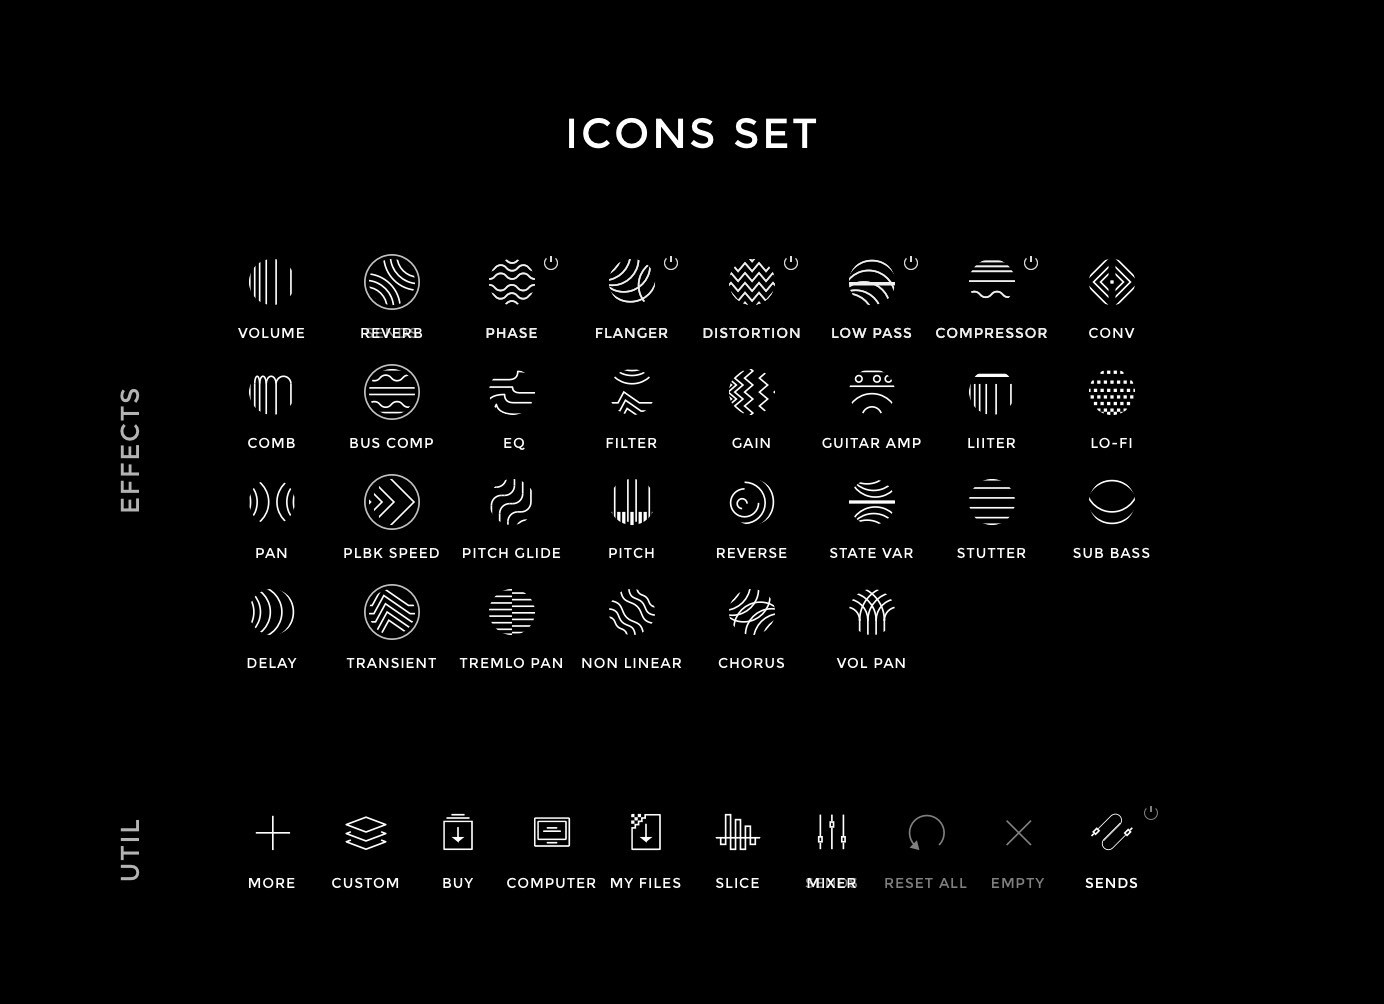 ICONS SET
EFFECTS
VOLUME REVERB PHASE FLANGER DISTORTION LOW PASS COMPRESSOR CONV
COMB BUS COMP EQ FILTER GAIN GUITAR AMP LIITER LO-FI
PAN PLBK SPEED PITCH GLIDE PITCH REVERSE STATE VAR STUTTER SUB BASS
DELAY TRANSIENT TREMLO PAN NON LINEAR CHORUS VOL PAN
UTIL
MORE CUSTOM BUY COMPUTER MY FILES SLICE MIXER RESET ALL EMPTY SENDS